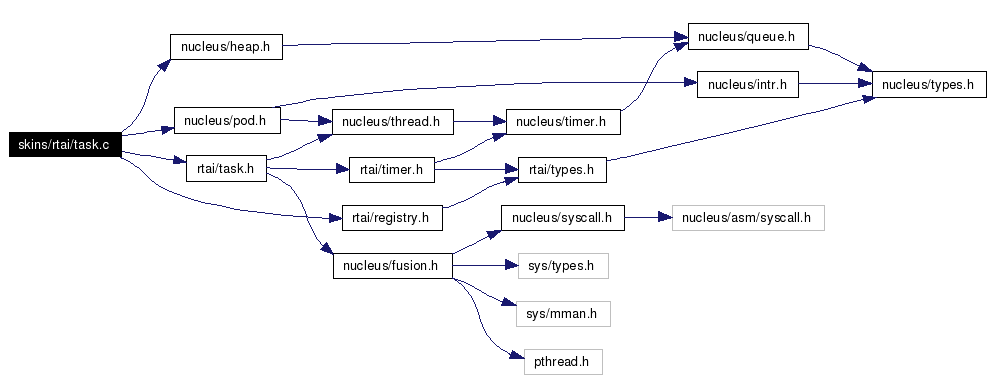 nucleus/heap.h
nucleus/queue.h
nucleus/intr.h
nucleus/types.h
nucleus/pod.h
nucleus/thread.h
nucleus/timer.h
skins/rtai/task.c
rtai/task.h
rtai/timer.h
rtai/types.h
rtai/registry.h
nucleus/syscall.h
nucleus/asm/syscall.h
nucleus/fusion.h
sys/types.h
sys/mman.h
pthread.h